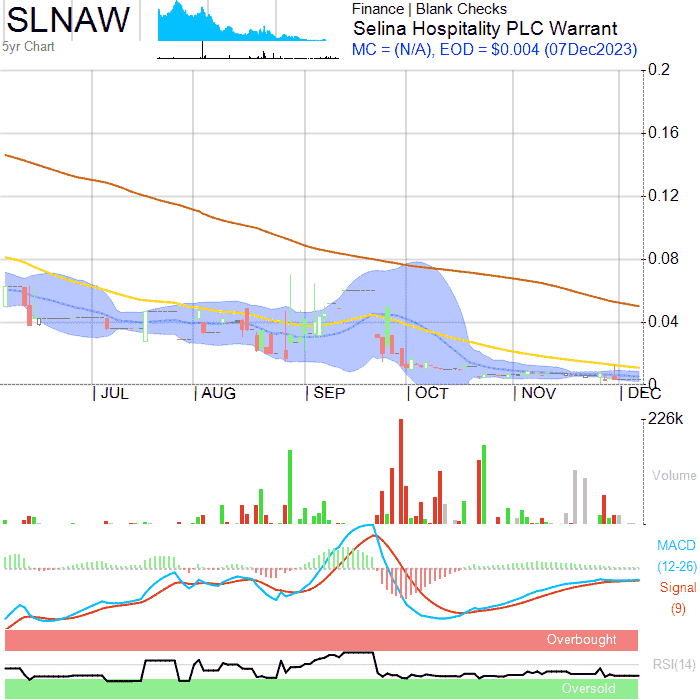 SLNAW
5yr Chart
Finance | Blank Checks
Selina Hospitality PLC Warrant
MC = (N/A), EOD = $0.004 (07Dec2023)
0.2
0.16
0.12
0.08
0.04
0
JUL AUG SEP OCT NOV DEC
226k
Volume
MACD
(12-26)
Signal
(9)
Overbought
RSI(14)
Oversold